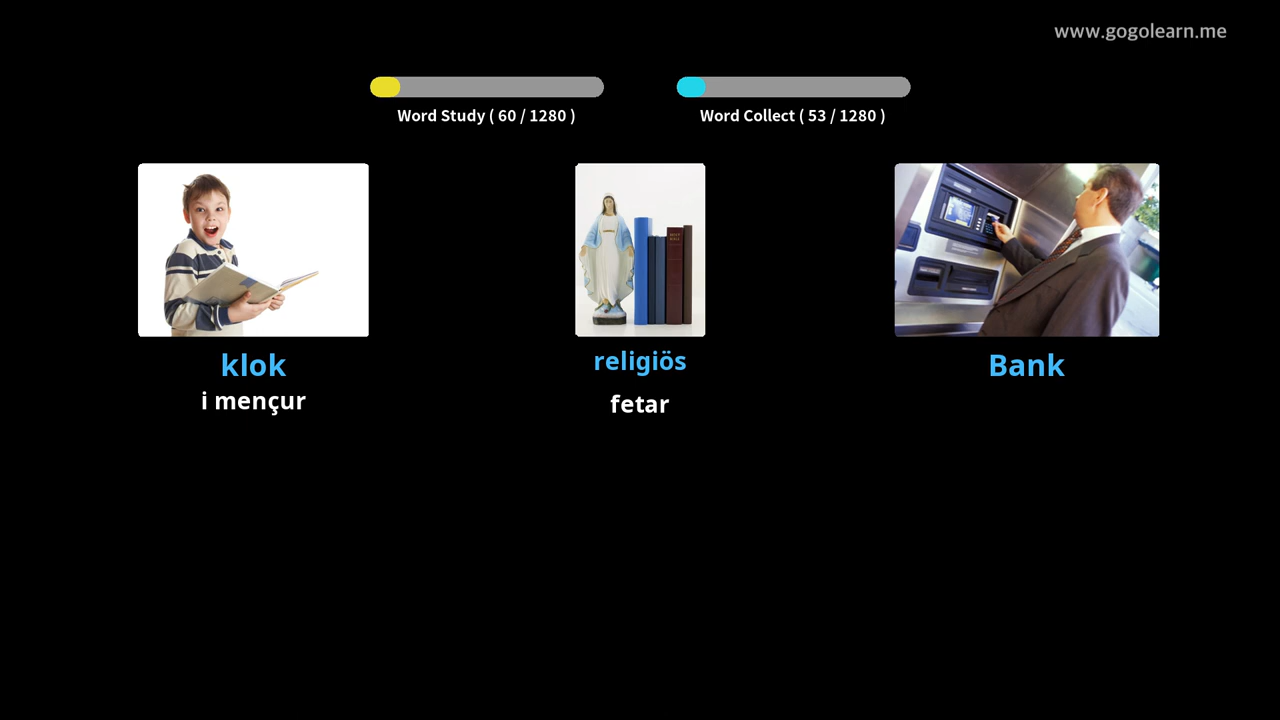 www.gogolearn.me
Word Study ( 60 / 1280 )
Word Collect ( 53 / 1280 )
klok
i mençur
religiös
fetar
Bank